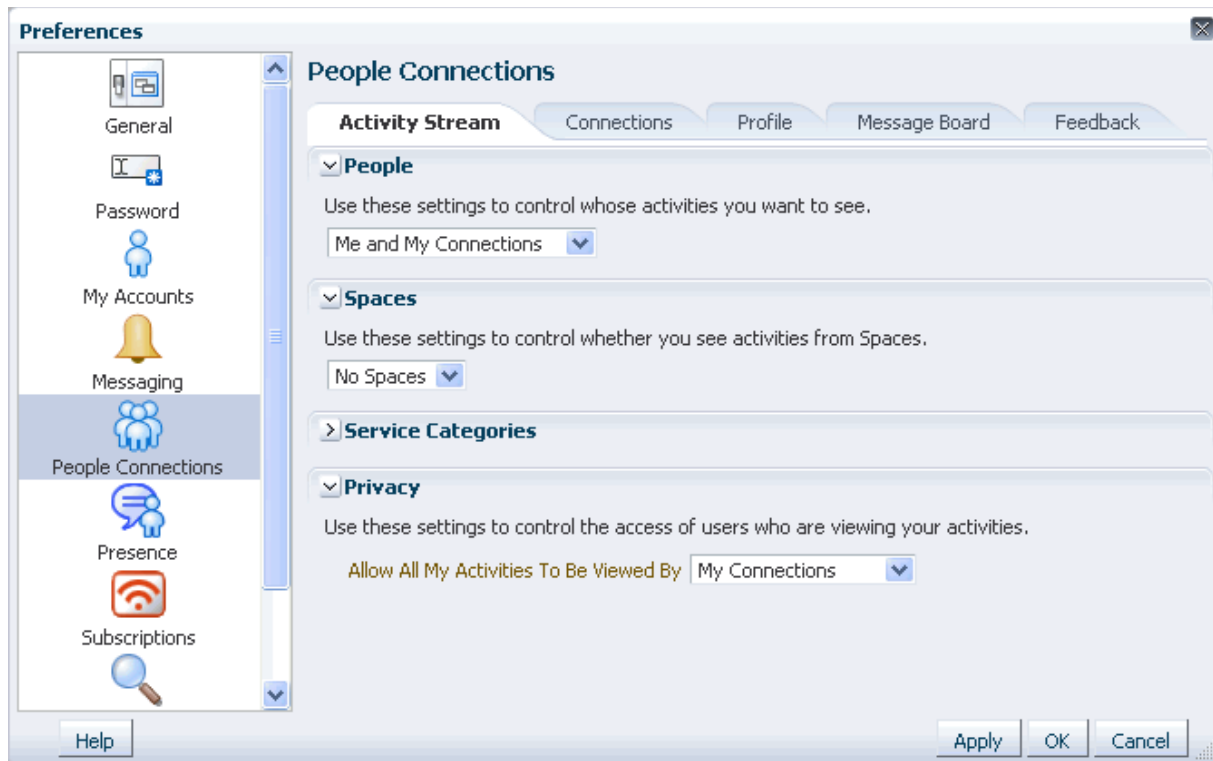 Preferences
General
Password
My Accounts
Messaging
People Connections
Presence
Subscriptions
People Connections
Activity Stream Connections Profile Message Board Feedback
People
Use these settings to control whose activities you want to see.
Me and My Connections
Spaces
Use these settings to control whether you see activities from Spaces.
No Spaces
Service Categories
Privacy
Use these settings to control the access of users who are viewing your activities.
Allow All My Activities To Be Viewed By My Connections
Help Apply OK Cancel